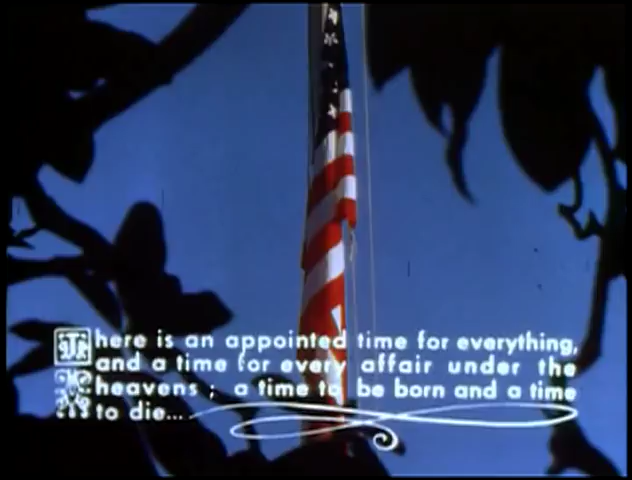 There is an appointed time for everything,
and a time for every affair under the
heavens; a time to be born and a time
to die...